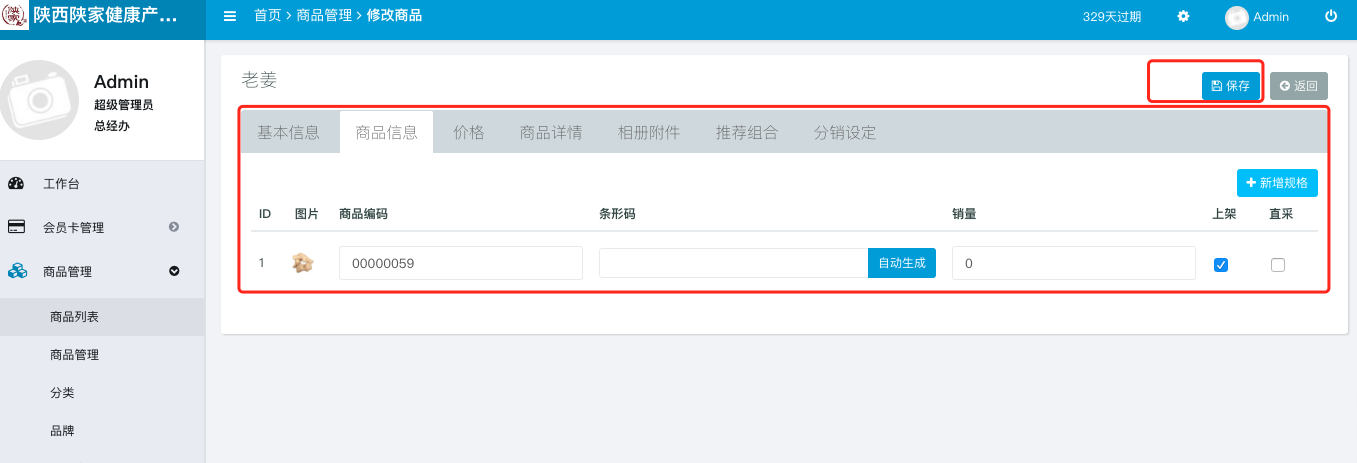 陕家
陕西陕家健康产...
首页 > 商品管理 > 修改商品
329天过期
Admin
Admin
超级管理员
总经办
工作台
会员卡管理
商品管理
商品列表
商品管理
分类
品牌
老姜
保存
返回
基本信息 商品信息 价格 商品详情 相册附件 推荐组合 分销设定
新增规格
ID 图片 商品编码 条形码 销量 上架 直采
1 00000059 自动生成 0